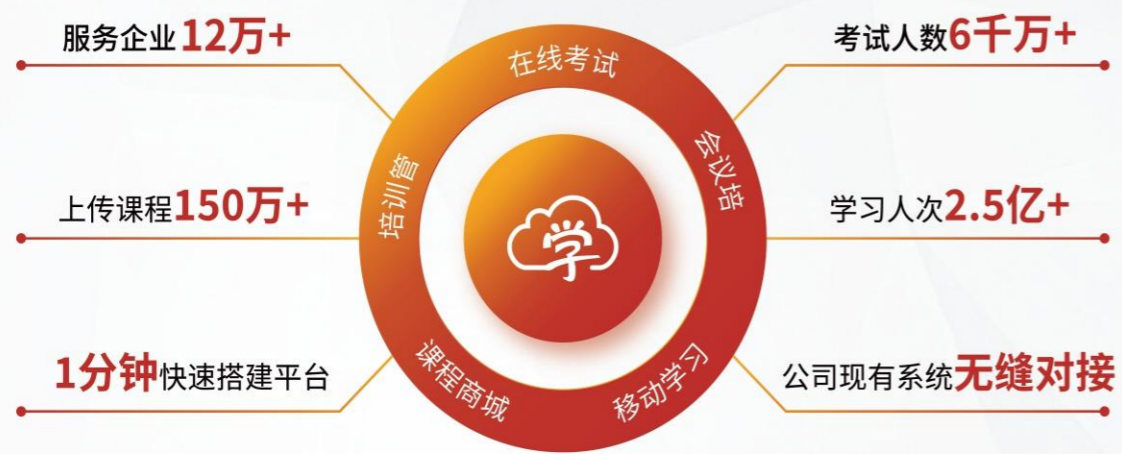 服务企业12万+
考试人数6千万+
在线考试
会议培
培训管
上传课程150万+
学习人次2.5亿+
学
1分钟快速搭建平台
公司现有系统无缝对接
课程商城
移动学习